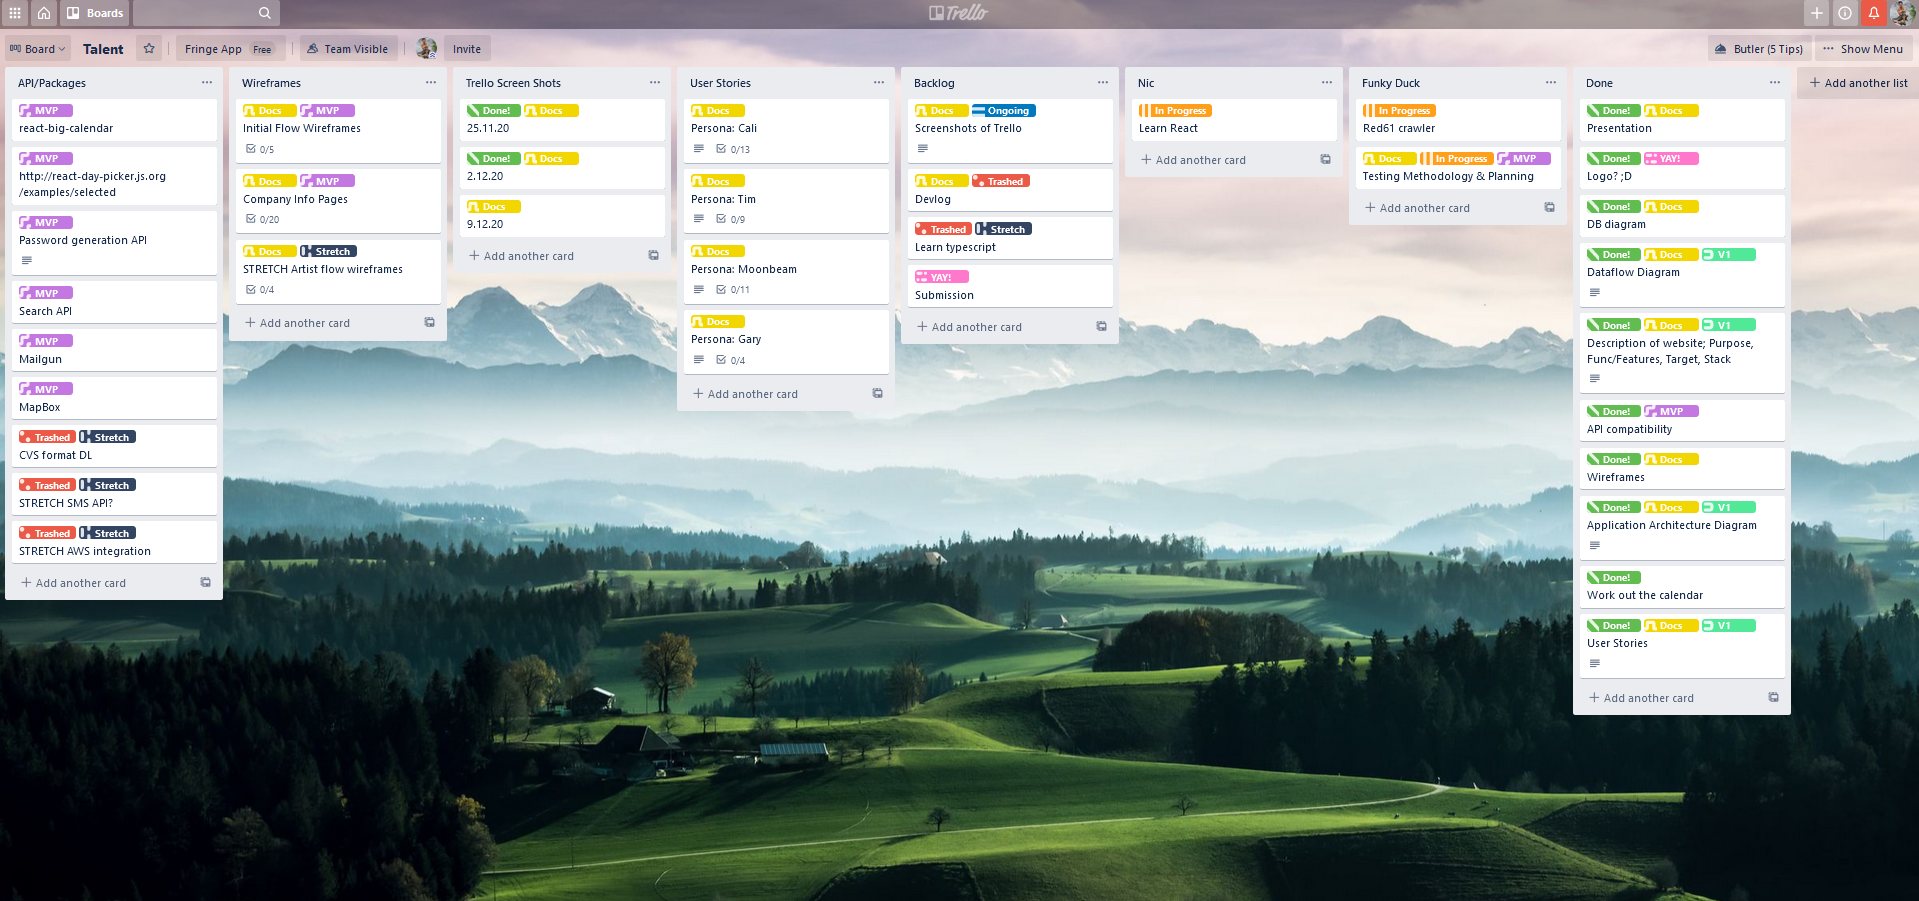 Boards
Trello
Board
Talent
Fringe App Free
Team Visible
Invite
Butler (5 Tips)
Show Menu
API/Packages
MVP
react-big-calendar
MVP
http://react-day-picker.js.org
/examples/selected
MVP
Password generation API
MVP
Search API
MVP
Mailgun
MVP
MapBox
Trashed Stretch
CVS format DL
Trashed Stretch
STRETCH SMS API?
Trashed Stretch
STRETCH AWS integration
+ Add another card
Wireframes
Docs MVP
Initial Flow Wireframes
0/5
Docs MVP
Company Info Pages
0/20
Docs Stretch
STRETCH Artist flow wireframes
0/4
+ Add another card
Trello Screen Shots
Done! Docs
25.11.20
Done! Docs
2.12.20
Docs
9.12.20
+ Add another card
User Stories
Docs
Persona: Cali
0/13
Docs
Persona: Tim
0/9
Docs
Persona: Moonbeam
0/11
Docs
Persona: Gary
0/4
+ Add another card
Backlog
Docs Ongoing
Screenshots of Trello
Docs Trashed
Devlog
Trashed Stretch
Learn typescript
YAY!
Submission
+ Add another card
Nic
In Progress
Learn React
+ Add another card
Funky Duck
In Progress
Red61 crawler
Docs In Progress MVP
Testing Methodology & Planning
+ Add another card
Done
Done! Docs
Presentation
Done! YAY!
Logo? ;D
Done! Docs
DB diagram
Done! Docs V1
Dataflow Diagram
Done! Docs V1
Description of website; Purpose,
Func/Features, Target, Stack
Done! MVP
API compatibility
Done! Docs
Wireframes
Done! Docs V1
Application Architecture Diagram
Done!
Work out the calendar
Done! Docs V1
User Stories
+ Add another card
+ Add another list